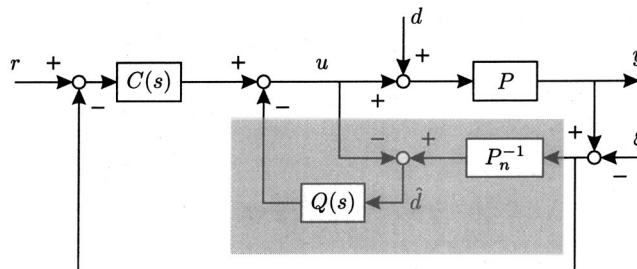 d
r + C(s) + u + P y
− − +
− + P_n^{-1} +
−
Q(s) d̂